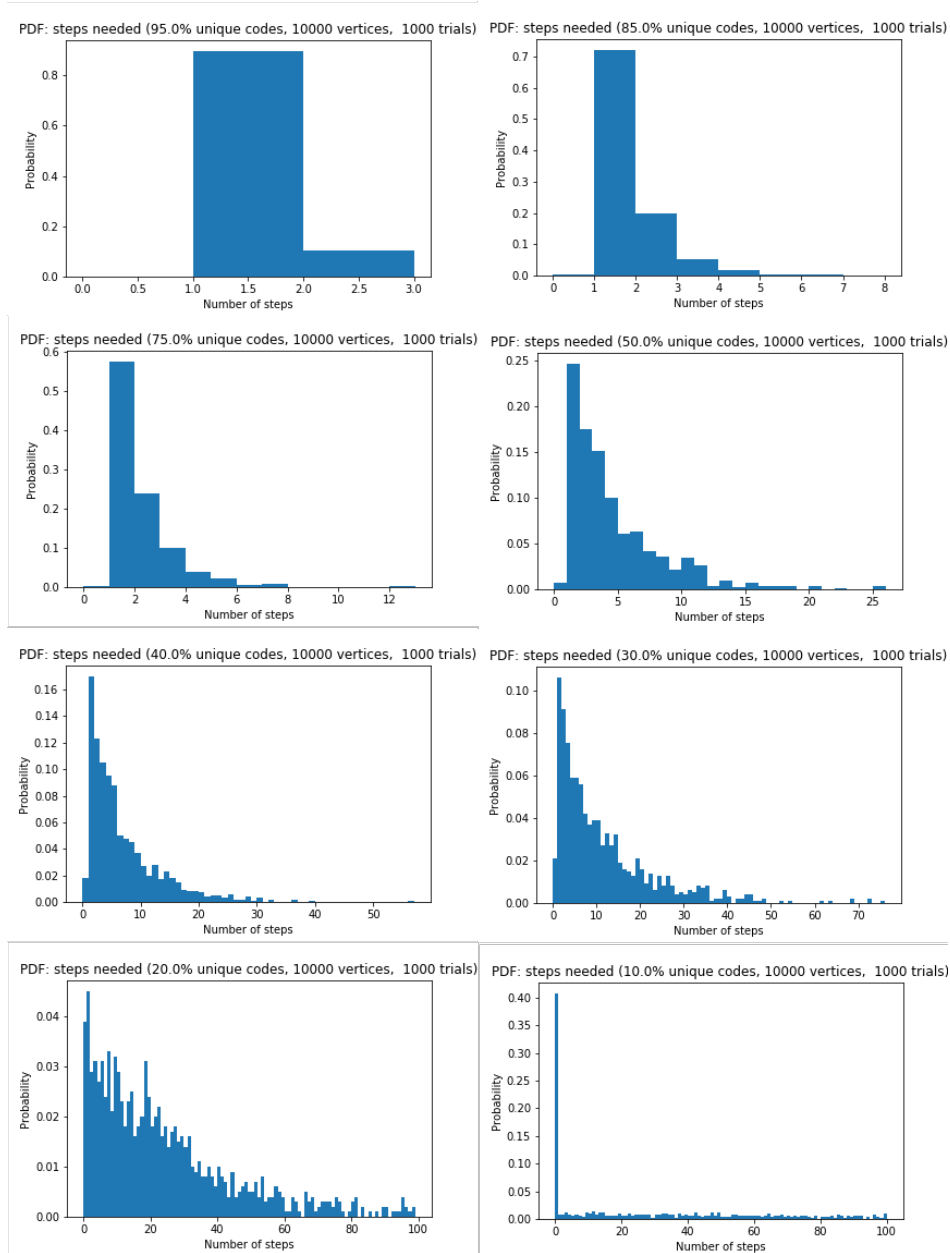 PDF: steps needed (95.0% unique codes, 10000 vertices, 1000 trials)
0.8
0.6
0.4
0.2
0.0
Probability
0.0 0.5 1.0 1.5 2.0 2.5 3.0
Number of steps
PDF: steps needed (85.0% unique codes, 10000 vertices, 1000 trials)
0.7
0.6
0.5
0.4
0.3
0.2
0.1
0.0
Probability
0 1 2 3 4 5 6 7 8
Number of steps
PDF: steps needed (75.0% unique codes, 10000 vertices, 1000 trials)
0.6
0.5
0.4
0.3
0.2
0.1
0.0
Probability
0 2 4 6 8 10 12
Number of steps
PDF: steps needed (50.0% unique codes, 10000 vertices, 1000 trials)
0.25
0.20
0.15
0.10
0.05
0.00
Probability
0 5 10 15 20 25
Number of steps
PDF: steps needed (40.0% unique codes, 10000 vertices, 1000 trials)
0.16
0.14
0.12
0.10
0.08
0.06
0.04
0.02
0.00
Probability
0 10 20 30 40 50
Number of steps
PDF: steps needed (30.0% unique codes, 10000 vertices, 1000 trials)
0.10
0.08
0.06
0.04
0.02
0.00
Probability
0 10 20 30 40 50 60 70
Number of steps
PDF: steps needed (20.0% unique codes, 10000 vertices, 1000 trials)
0.04
0.03
0.02
0.01
0.00
Probability
0 20 40 60 80 100
Number of steps
PDF: steps needed (10.0% unique codes, 10000 vertices, 1000 trials)
0.40
0.35
0.30
0.25
0.20
0.15
0.10
0.05
0.00
Probability
0 20 40 60 80 100
Number of steps